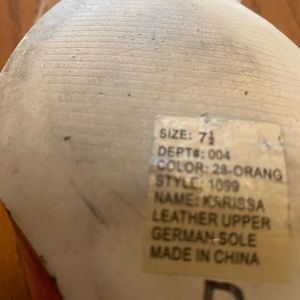 SIZE: 7½
DEPT#: 004
COLOR: 28-ORANG
STYLE: 1099
NAME: KARISSA
LEATHER UPPER
GERMAN SOLE
MADE IN CHINA